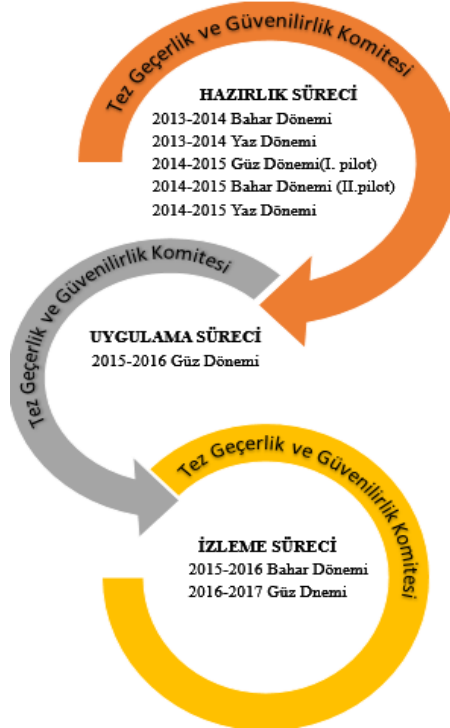 Tez Geçerlik ve Güvenilirlik Komitesi
HAZIRLIK SÜRECİ
2013-2014 Bahar Dönemi
2013-2014 Yaz Dönemi
2014-2015 Güz Dönemi(I. pilot)
2014-2015 Bahar Dönemi (II.pilot)
2014-2015 Yaz Dönemi
Tez Geçerlik ve Güvenilirlik Komitesi
UYGULAMA SÜRECİ
2015-2016 Güz Dönemi
Tez Geçerlik ve Güvenilirlik Komitesi
İZLEME SÜRECİ
2015-2016 Bahar Dönemi
2016-2017 Güz Dnemi